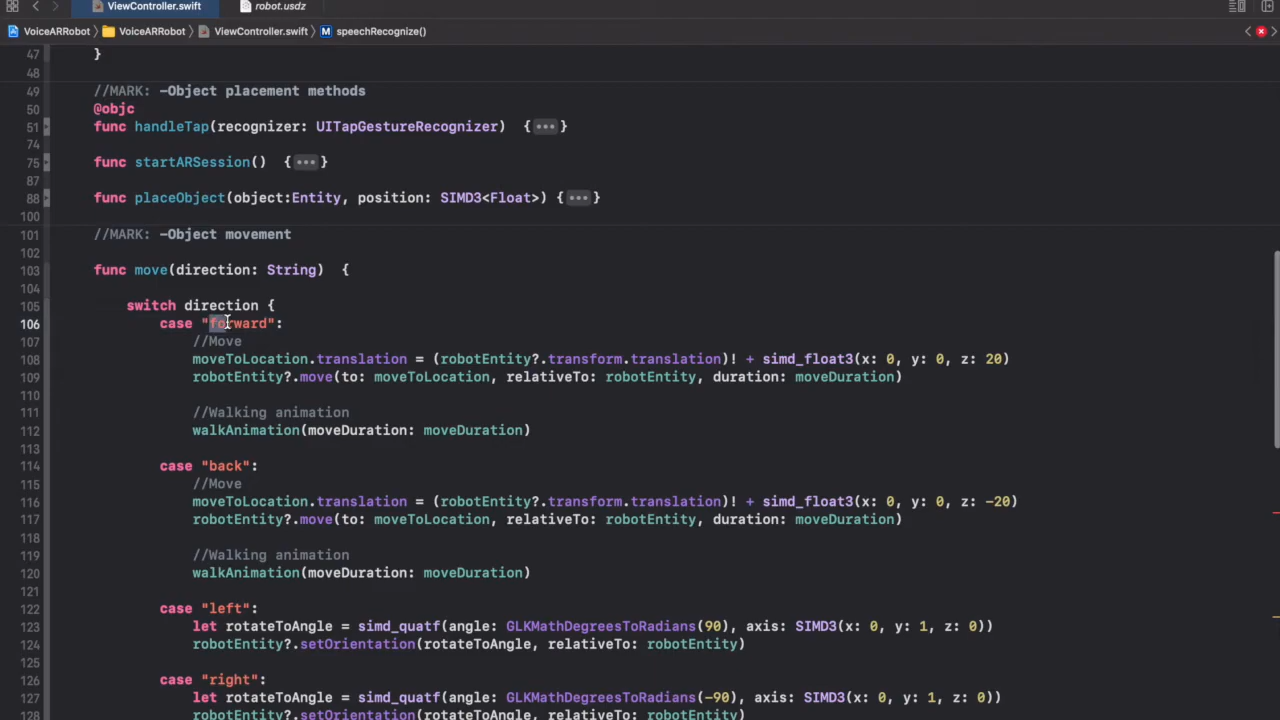 ViewController.swift
robot.usdz
VoiceARRobot
VoiceARRobot
ViewController.swift
M
speechRecognize()
47 }
48
49 //MARK: -Object placement methods
50 @objc
51 func handleTap(recognizer: UITapGestureRecognizer) {•••}
74
75 func startARSession() {•••}
87
88 func placeObject(object:Entity, position: SIMD3<Float>) {•••}
100
101 //MARK: -Object movement
102
103 func move(direction: String) {
104
105 switch direction {
106 case "forward":
107 //Move
108 moveToLocation.translation = (robotEntity?.transform.translation)! + simd_float3(x: 0, y: 0, z: 20)
109 robotEntity?.move(to: moveToLocation, relativeTo: robotEntity, duration: moveDuration)
110
111 //Walking animation
112 walkAnimation(moveDuration: moveDuration)
113
114 case "back":
115 //Move
116 moveToLocation.translation = (robotEntity?.transform.translation)! + simd_float3(x: 0, y: 0, z: -20)
117 robotEntity?.move(to: moveToLocation, relativeTo: robotEntity, duration: moveDuration)
118
119 //Walking animation
120 walkAnimation(moveDuration: moveDuration)
121
122 case "left":
123 let rotateToAngle = simd_quatf(angle: GLKMathDegreesToRadians(90), axis: SIMD3(x: 0, y: 1, z: 0))
124 robotEntity?.setOrientation(rotateToAngle, relativeTo: robotEntity)
125
126 case "right":
127 let rotateToAngle = simd_quatf(angle: GLKMathDegreesToRadians(-90), axis: SIMD3(x: 0, y: 1, z: 0))
128 robotEntity?.setOrientation(rotateToAngle, relativeTo: robotEntity)